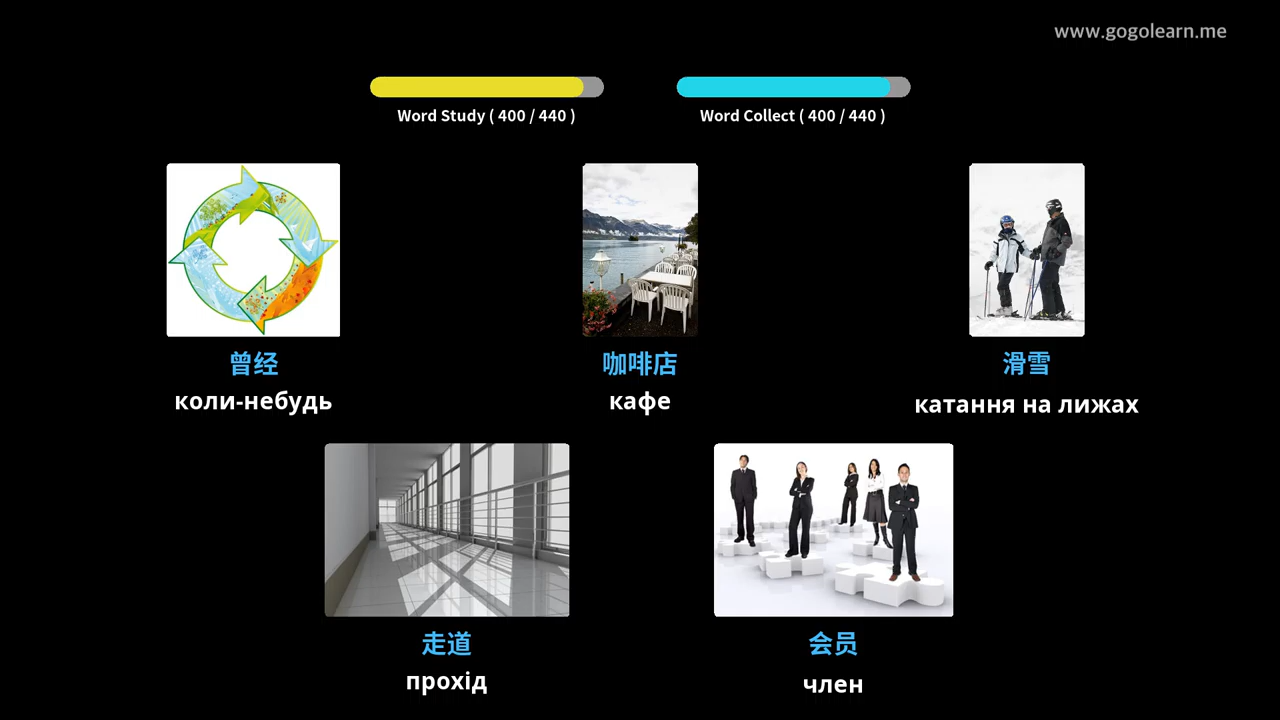 www.gogolearn.me
Word Study ( 400 / 440 )
Word Collect ( 400 / 440 )
曾经
咖啡店
滑雪
коли-небудь
кафе
катання на лижах
走道
会员
прохід
член